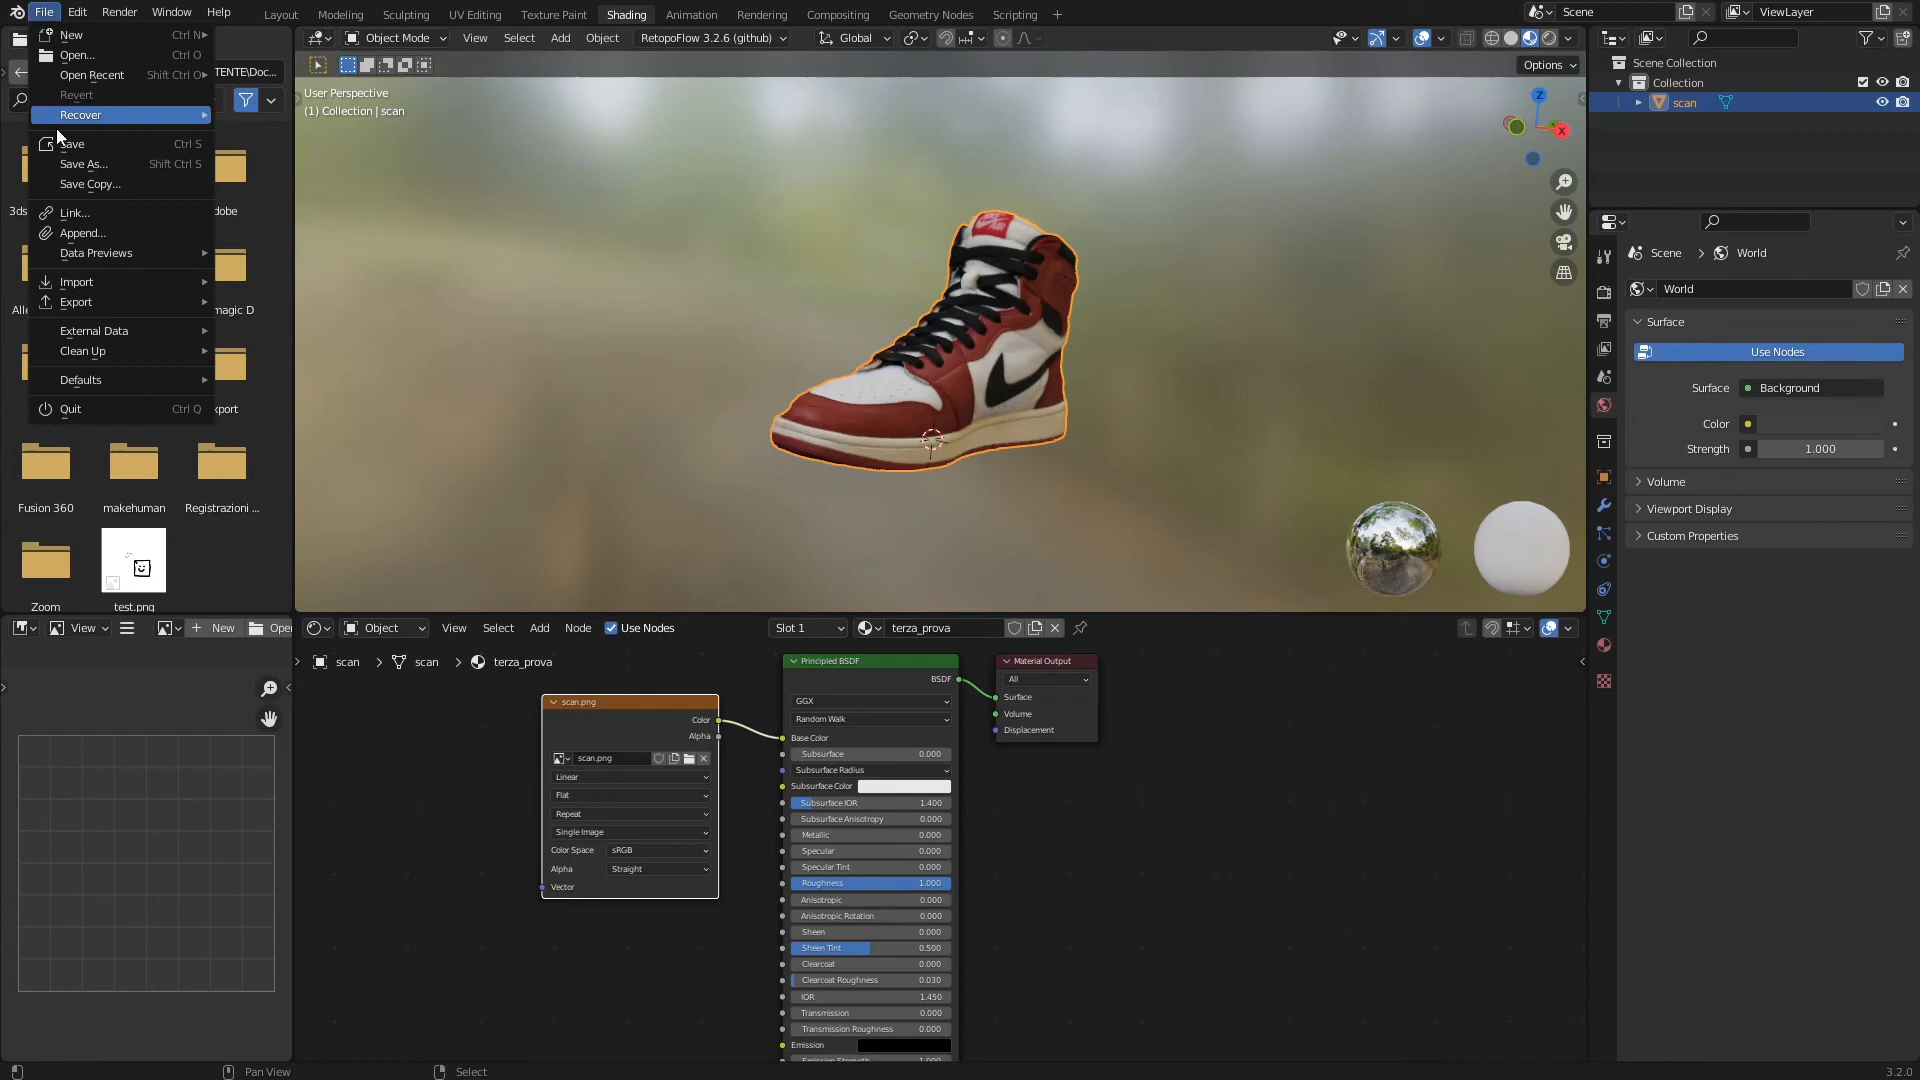 File Edit Render Window Help
Layout Modeling Sculpting UV Editing Texture Paint Shading Animation Rendering Compositing Geometry Nodes Scripting +
Scene
ViewLayer
New Ctrl N
Open... Ctrl O
Open Recent Shift Ctrl O
Revert
Recover
Save Ctrl S
Save As... Shift Ctrl S
Save Copy...
Link...
Append...
Data Previews
Import
Export
External Data
Clean Up
Defaults
Quit Ctrl Q
TENTE\Doc...
3ds
dobe
Alle
magic D
xport
Fusion 360 makehuman Registrazioni ...
Zoom test.png
Object Mode View Select Add Object RetopoFlow 3.2.6 (github) Global
Options
User Perspective
(1) Collection | scan
AIR
Z
X
Scene Collection
Collection
scan
Scene > World
World
Surface
Use Nodes
Surface Background
Color
Strength 1.000
Volume
Viewport Display
Custom Properties
View New Open
Object View Select Add Node Use Nodes Slot 1 terza_prova
scan > scan > terza_prova
scan.png
Color
Alpha
scan.png
Linear
Flat
Repeat
Single Image
Color Space sRGB
Alpha Straight
Vector
Principled BSDF
BSDF
GGX
Random Walk
Base Color
Subsurface 0.000
Subsurface Radius
Subsurface Color
Subsurface IOR 1.400
Subsurface Anisotropy 0.000
Metallic 0.000
Specular 0.000
Specular Tint 0.000
Roughness 1.000
Anisotropic 0.000
Anisotropic Rotation 0.000
Sheen 0.000
Sheen Tint 0.500
Clearcoat 0.000
Clearcoat Roughness 0.030
IOR 1.450
Transmission 0.000
Transmission Roughness 0.000
Emission
Emission Strength 1.000
Material Output
All
Surface
Volume
Displacement
Pan View
Select
3.2.0